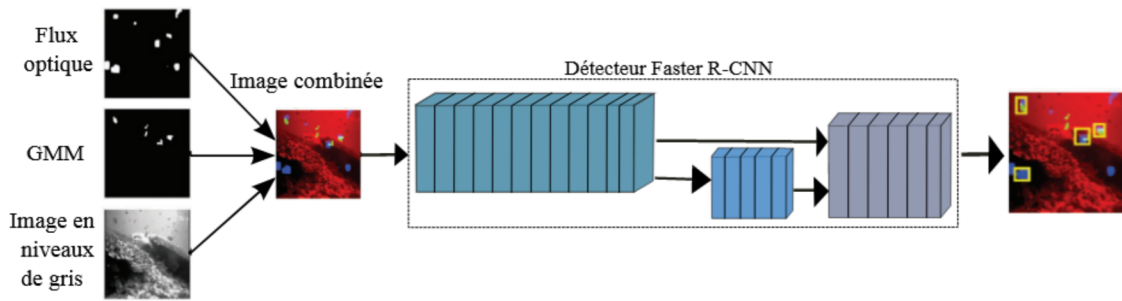 Flux
optique
GMM
Image en
niveaux
de gris
Image combinée
Détecteur Faster R-CNN